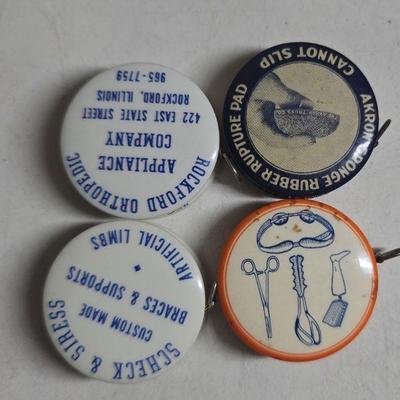 ROCKFORD ORTHOPEDIC
APPLIANCE
COMPANY
422 EAST STATE STREET
ROCKFORD, ILLINOIS
965-7759
AKRON SPONGE RUBBER RUPTURE PAD
CANNOT SLIP
SCHECK & SIRESS
CUSTOM MADE
BRACES & SUPPORTS
ARTIFICIAL LIMBS